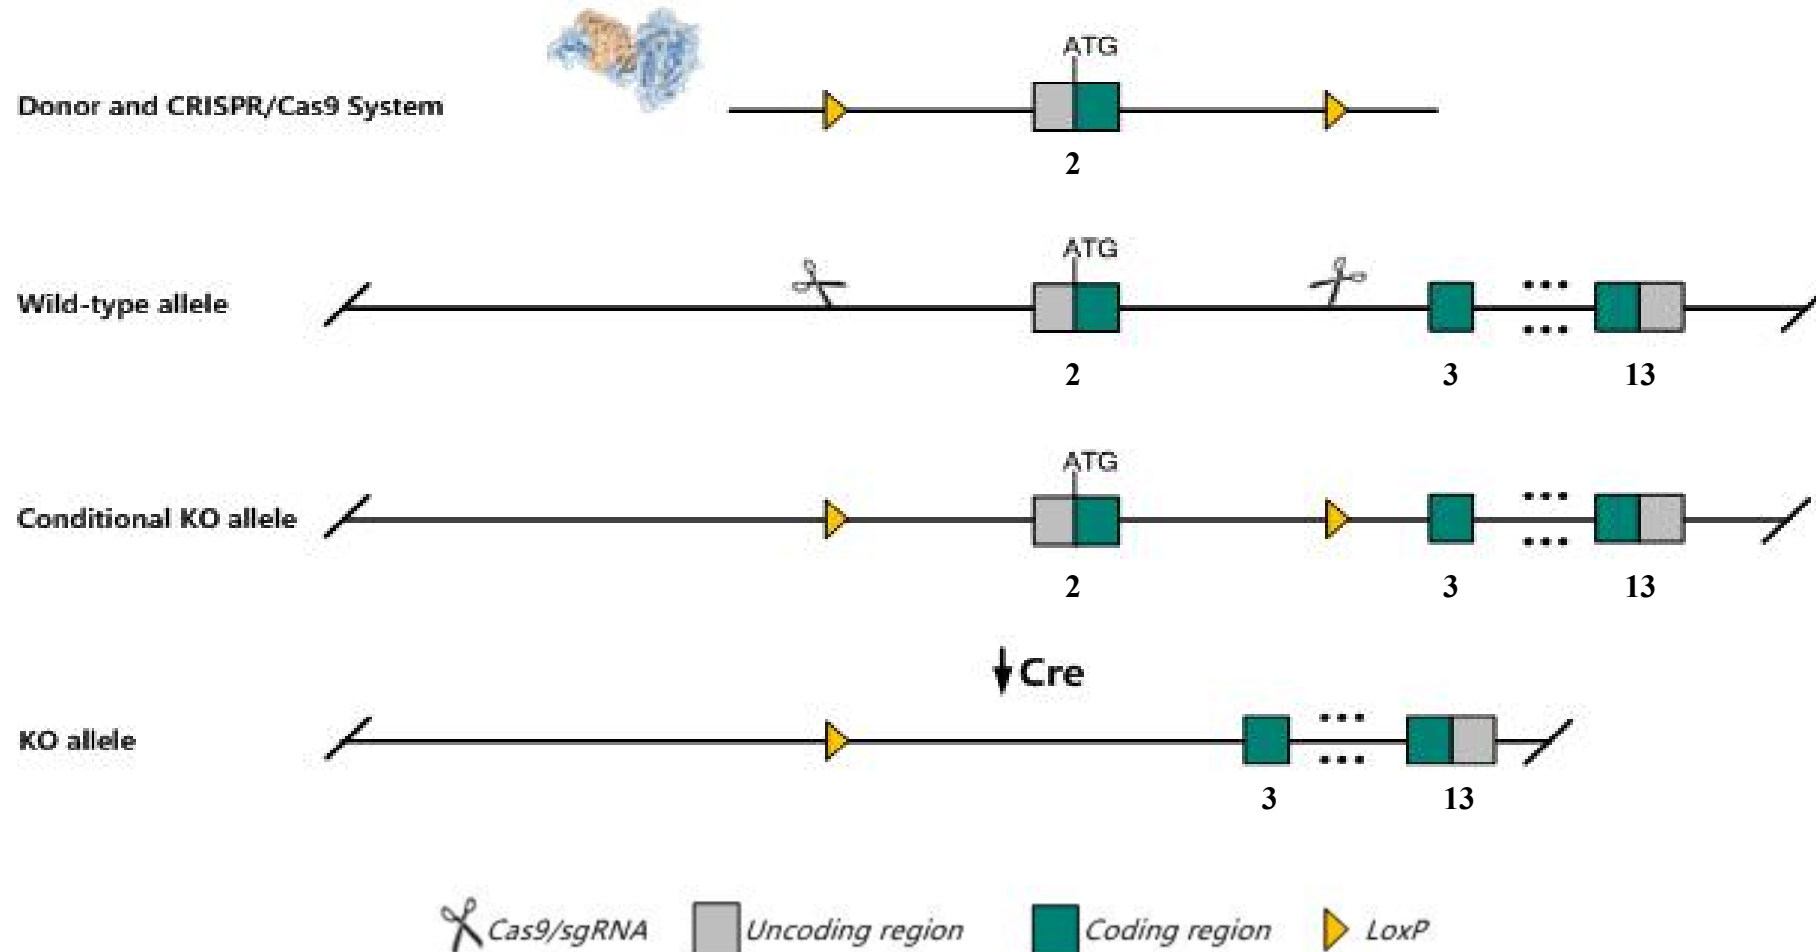 ATG
Donor and CRISPR/Cas9 System
2
ATG
Wild-type allele
2 3 13
ATG
Conditional KO allele
2 3 13
Cre
KO allele
3 13
Cas9/sgRNA Uncoding region Coding region LoxP